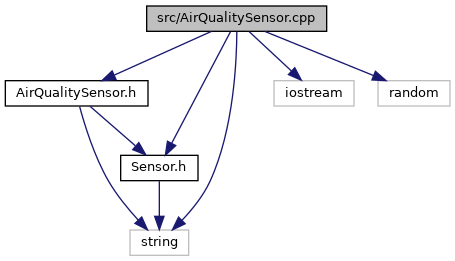 src/AirQualitySensor.cpp
AirQualitySensor.h
iostream
random
Sensor.h
string